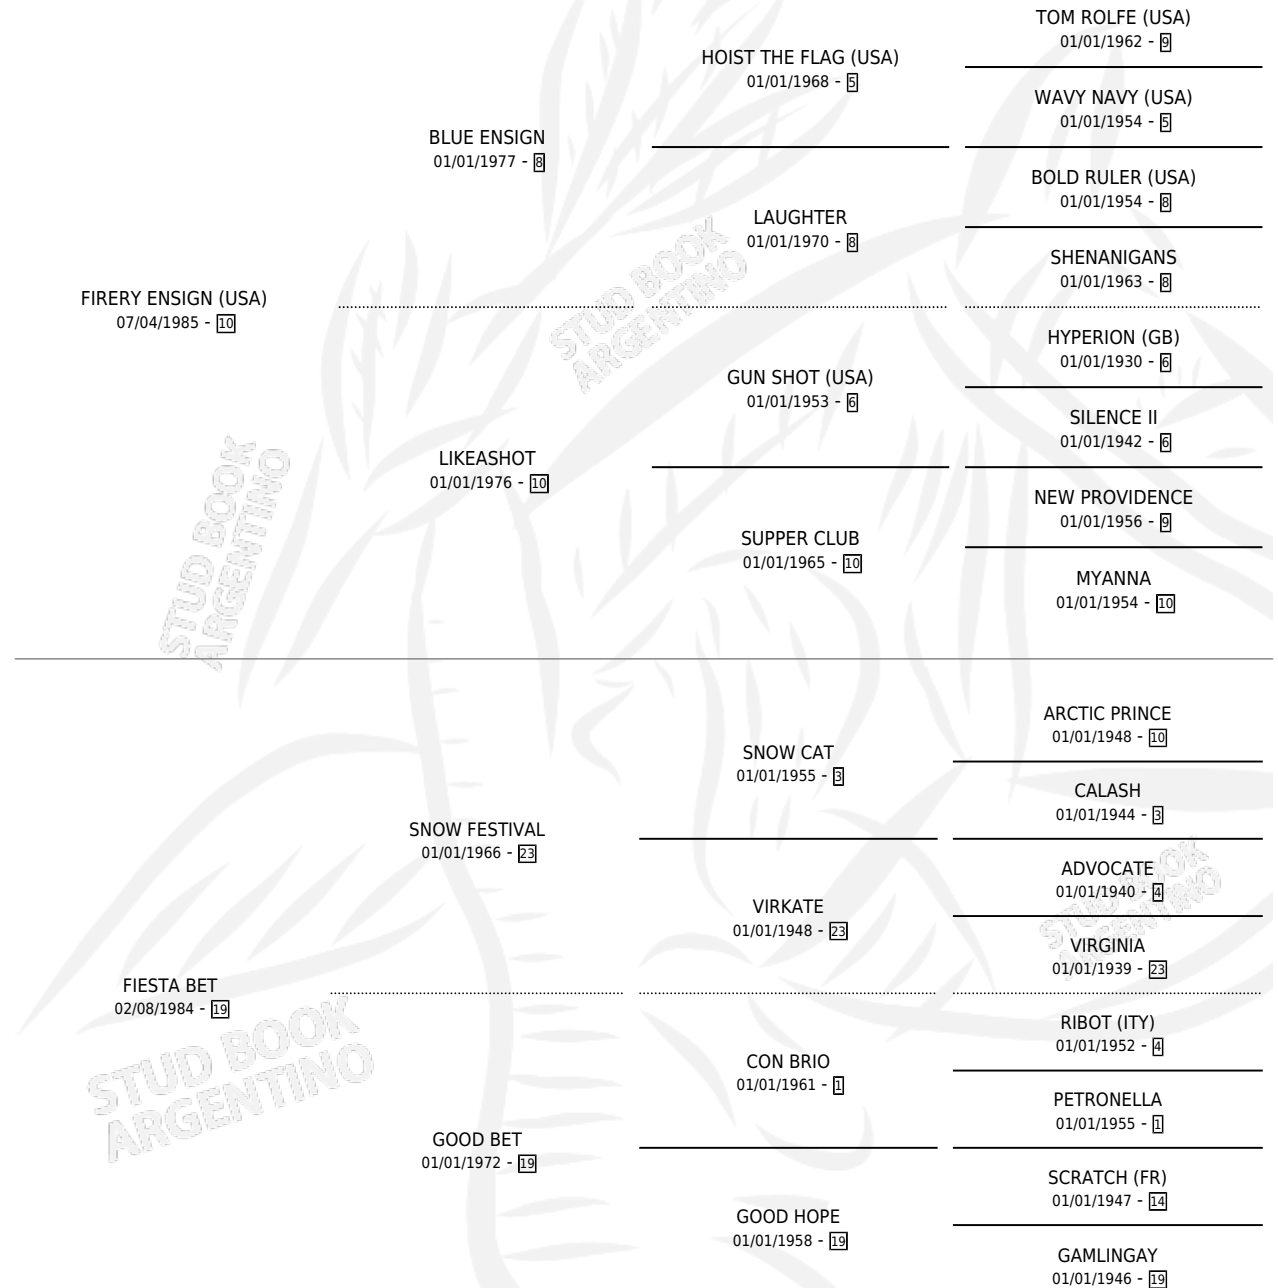 TOM ROLFE (USA)
01/01/1962 - 9
HOIST THE FLAG (USA)
01/01/1968 - 5
WAVY NAVY (USA)
01/01/1954 - 5
BLUE ENSIGN
01/01/1977 - 8
BOLD RULER (USA)
01/01/1954 - 8
LAUGHTER
01/01/1970 - 8
SHENANIGANS
01/01/1963 - 8
FIRERY ENSIGN (USA)
07/04/1985 - 10
HYPERION (GB)
01/01/1930 - 6
GUN SHOT (USA)
01/01/1953 - 6
SILENCE II
01/01/1942 - 6
LIKEASHOT
01/01/1976 - 10
NEW PROVIDENCE
01/01/1956 - 9
SUPPER CLUB
01/01/1965 - 10
MYANNA
01/01/1954 - 10
ARCTIC PRINCE
01/01/1948 - 10
SNOW CAT
01/01/1955 - 3
CALASH
01/01/1944 - 3
SNOW FESTIVAL
01/01/1966 - 23
ADVOCATE
01/01/1940 - 4
VIRKATE
01/01/1948 - 23
VIRGINIA
01/01/1939 - 23
FIESTA BET
02/08/1984 - 19
RIBOT (ITY)
01/01/1952 - 4
CON BRIO
01/01/1961 - 1
PETRONELLA
01/01/1955 - 1
GOOD BET
01/01/1972 - 19
SCRATCH (FR)
01/01/1947 - 14
GOOD HOPE
01/01/1958 - 19
GAMLINGAY
01/01/1946 - 19
STUD BOOK
ARGENTINO
STUD BOOK
ARGENTINO
STUD BOOK
ARGENTINO
STUD BOOK
ARGENTINO